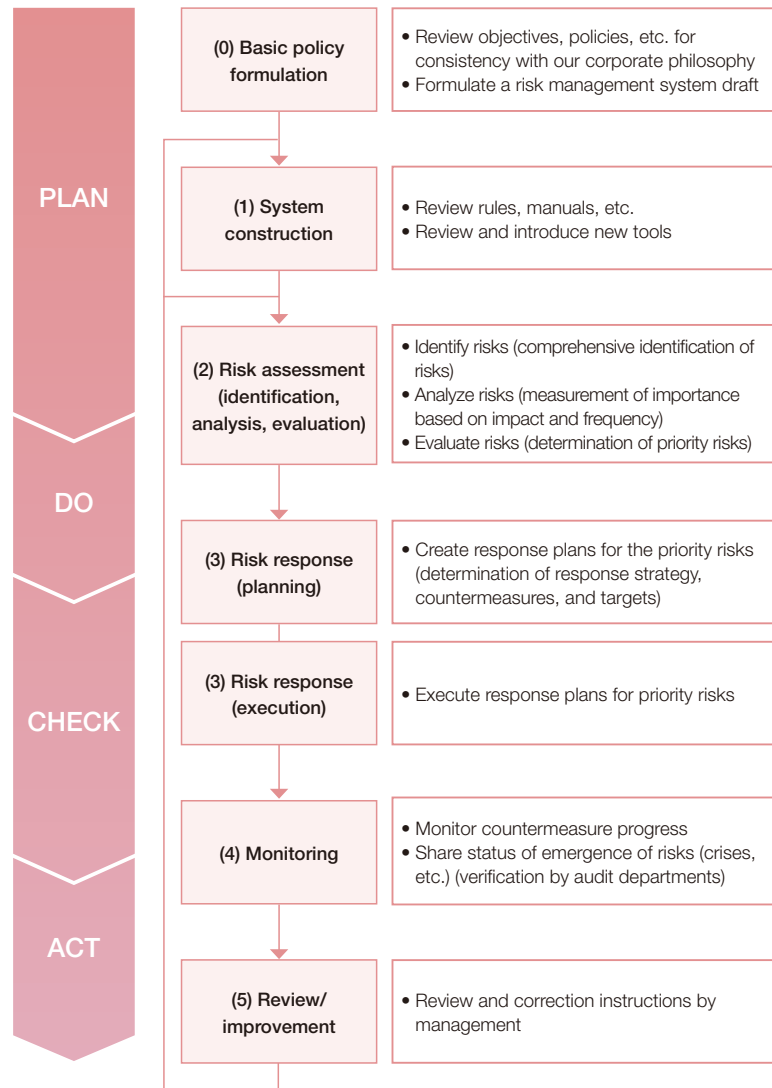 PLAN
(0) Basic policy
formulation
• Review objectives, policies, etc. for
consistency with our corporate philosophy
• Formulate a risk management system draft
(1) System
construction
• Review rules, manuals, etc.
• Review and introduce new tools
(2) Risk assessment
(identification,
analysis, evaluation)
• Identify risks (comprehensive identification of
risks)
• Analyze risks (measurement of importance
based on impact and frequency)
• Evaluate risks (determination of priority risks)
DO
(3) Risk response
(planning)
• Create response plans for the priority risks
(determination of response strategy,
countermeasures, and targets)
CHECK
(3) Risk response
(execution)
• Execute response plans for priority risks
(4) Monitoring
• Monitor countermeasure progress
• Share status of emergence of risks (crises,
etc.) (verification by audit departments)
ACT
(5) Review/
improvement
• Review and correction instructions by
management